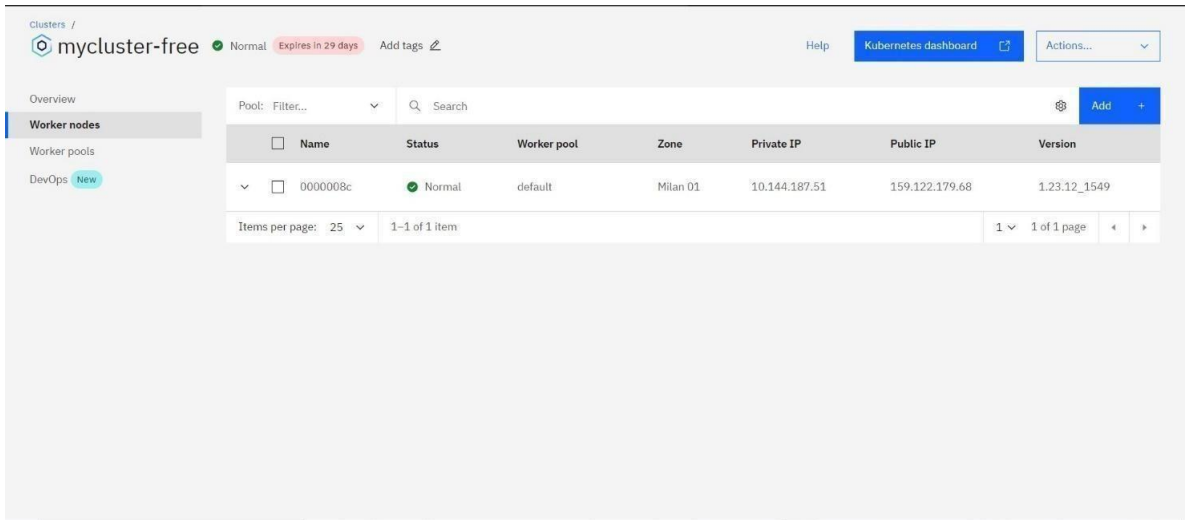 Clusters /
mycluster-free Normal Expires in 29 days Add tags Help Kubernetes dashboard Actions...
Overview
Worker nodes
Worker pools
DevOps New
Pool: Filter... Search Add +
Name Status Worker pool Zone Private IP Public IP Version
0000008c Normal default Milan 01 10.144.187.51 159.122.179.68 1.23.12_1549
Items per page: 25 1–1 of 1 item 1 1 of 1 page